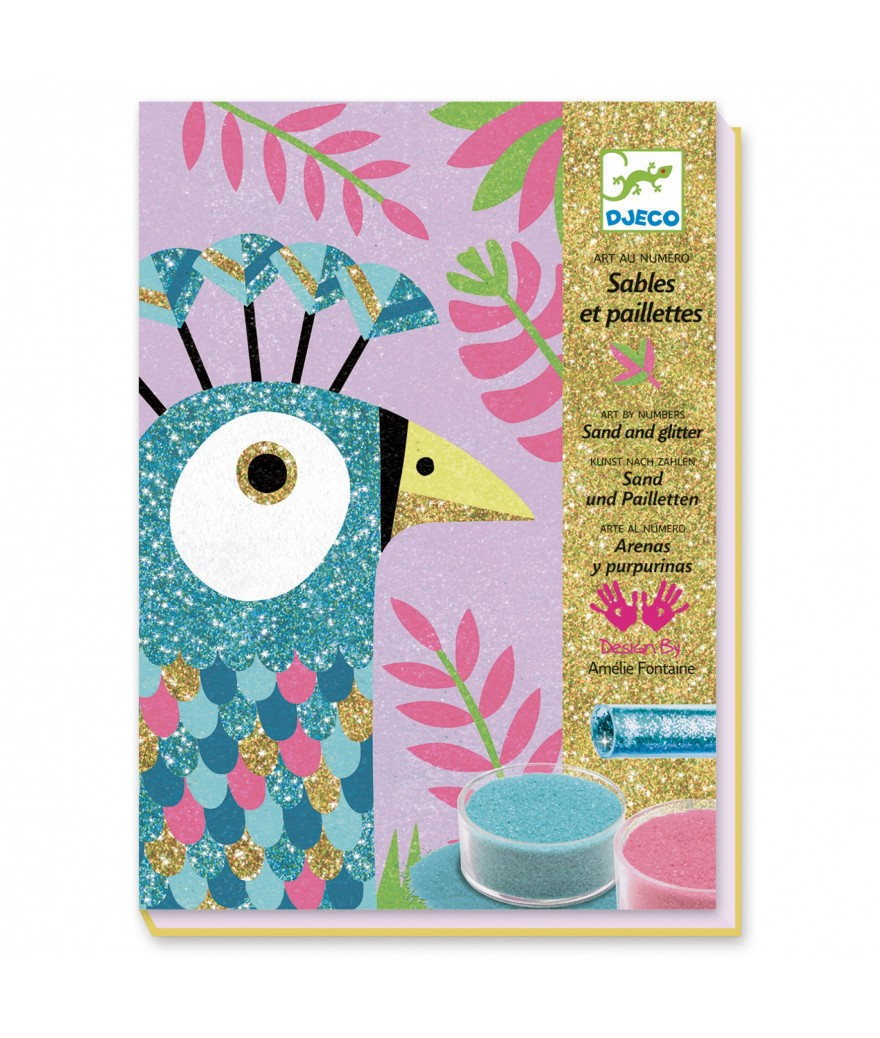 DJECO
ART AU NUMÉRO
Sables
et paillettes
ART BY NUMBERS
Sand and glitter
KUNST NACH ZAHLEN
Sand
und Pailletten
ARTE AL NÚMERO
Arenas
y purpurinas
Design By
Amélie Fontaine